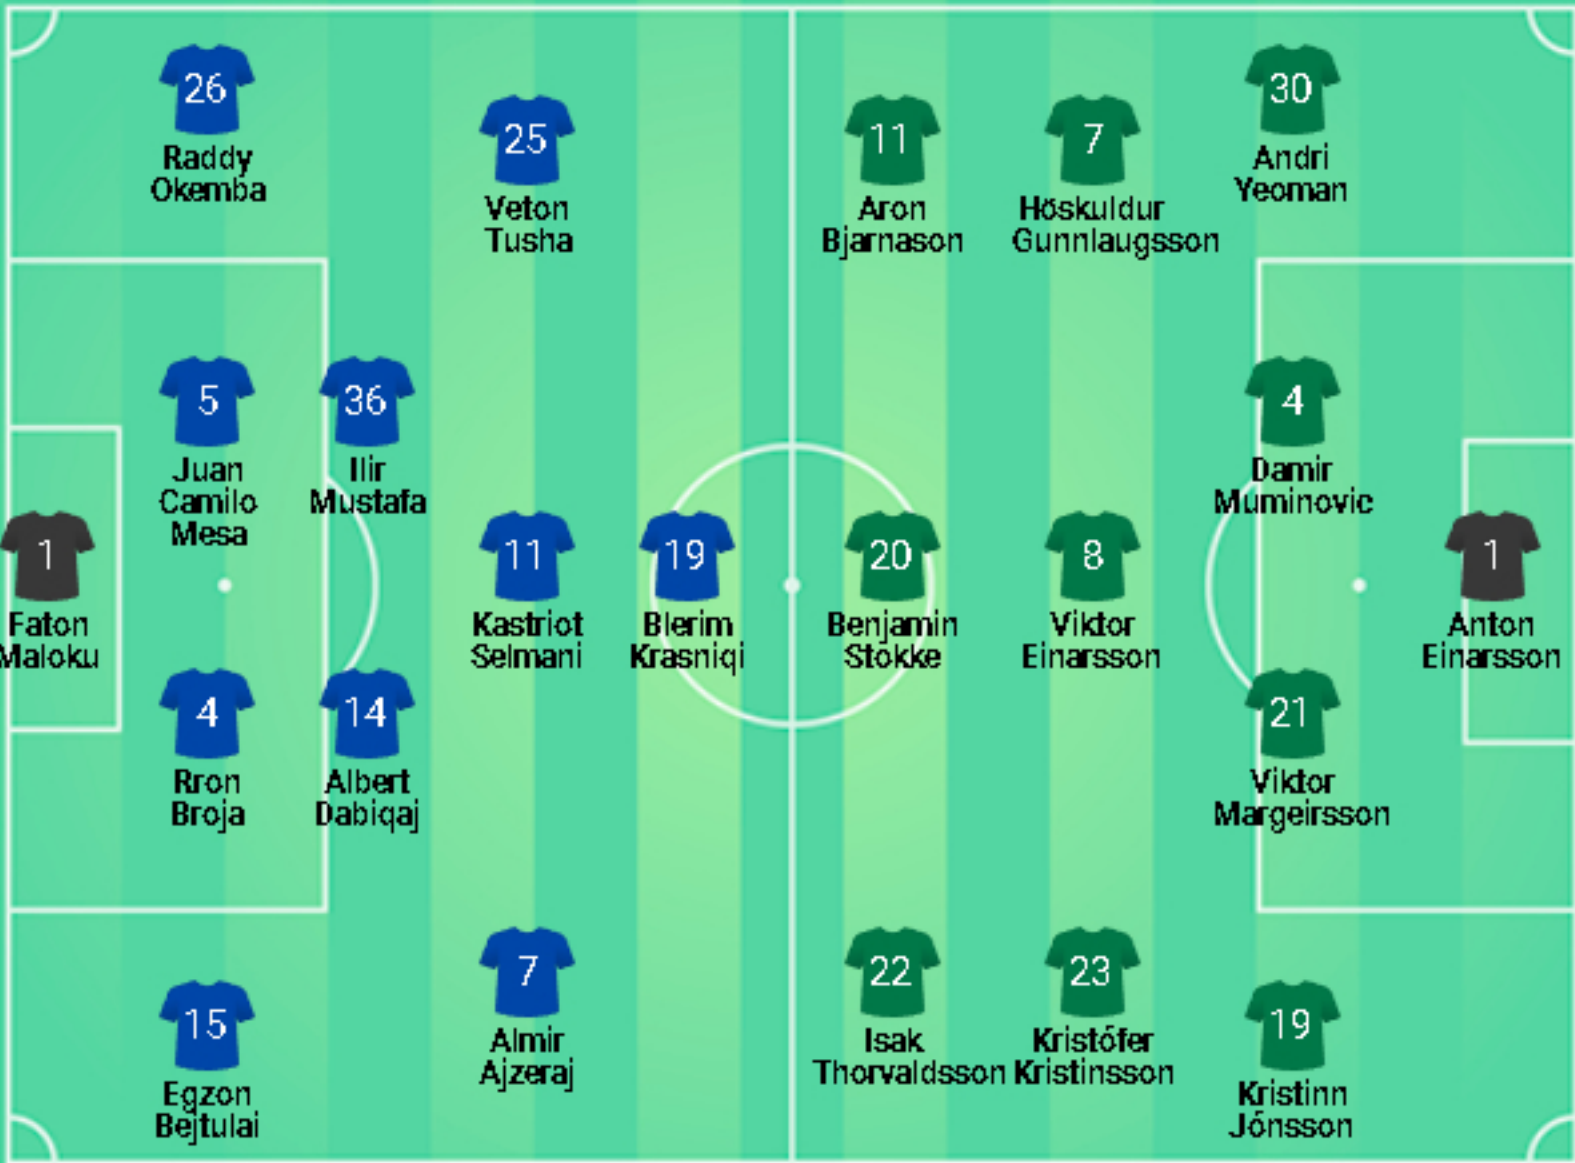 26
Raddy
Okemba
25
Veton
Tusha
11
Aron
Bjarnason
7
Höskuldur
Gunnlaugsson
30
Andri
Yeoman
5
Juan
Camilo
Mesa
36
Ilir
Mustafa
4
Damir
Muminovic
1
Faton
Maloku
11
Kastriot
Selmani
19
Blerim
Krasniqi
20
Benjamin
Stokke
8
Viktor
Einarsson
1
Anton
Einarsson
4
Rron
Broja
14
Albert
Dabiqaj
21
Viktor
Margeirsson
15
Egzon
Bejtulai
7
Almir
Ajzeraj
22
Isak
Thorvaldsson
23
Kristófer
Kristinsson
19
Kristinn
Jónsson